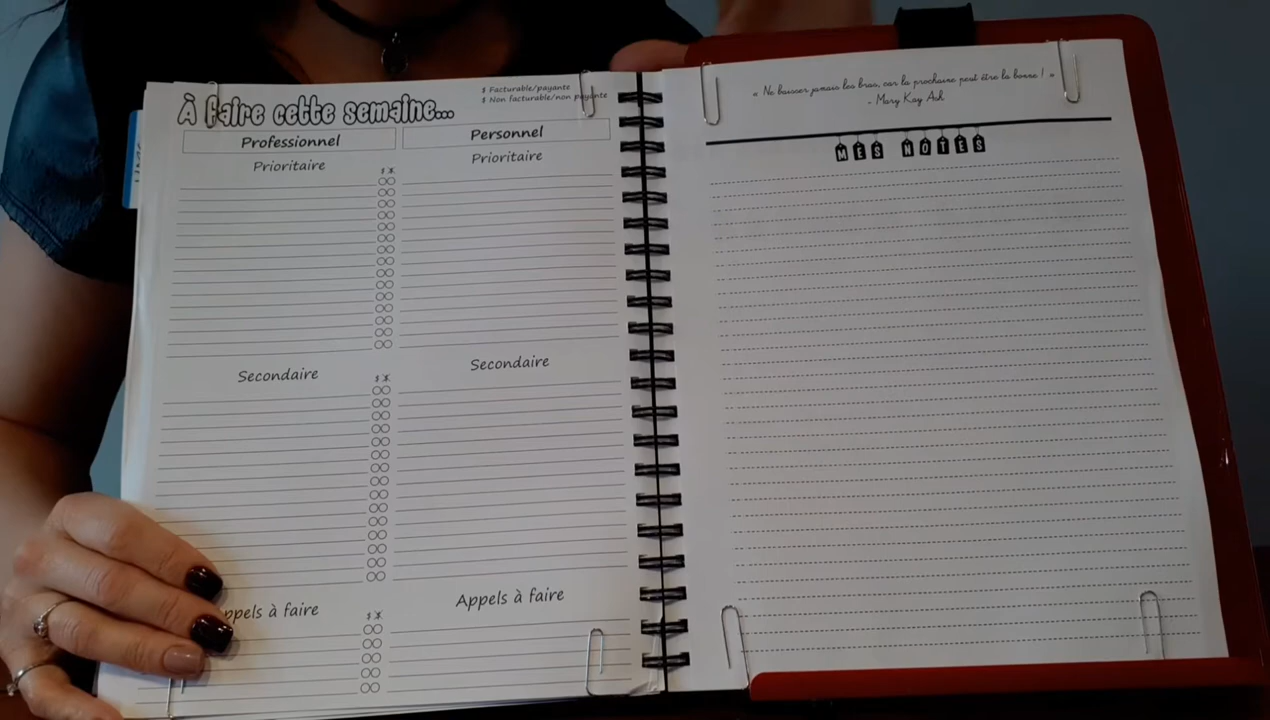 À faire cette semaine...
$ Facturable/payante
$ Non facturable/non payante
Professionnel
Personnel
Prioritaire
Prioritaire
Secondaire
Secondaire
Appels à faire
Appels à faire
« Ne baisser jamais les bras, car la prochaine peut être la bonne ! »
- Mary Kay Ash
MES NOTES